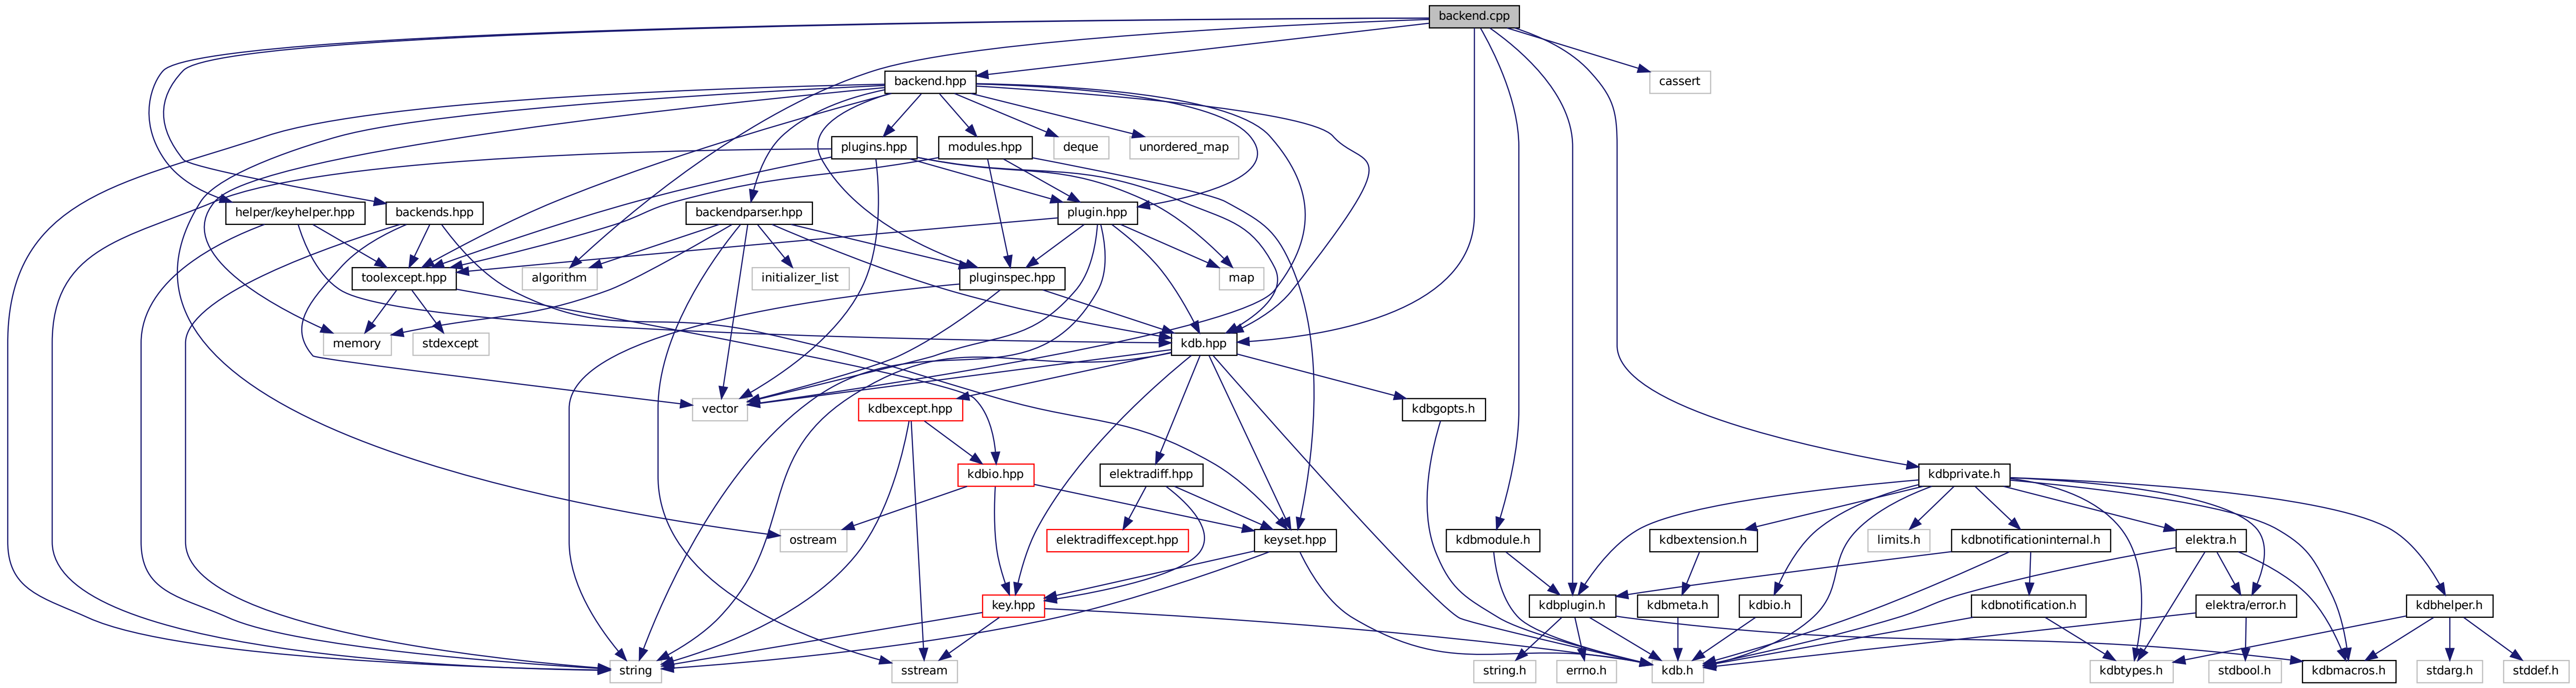 backend.cpp
backend.hpp
cassert
plugins.hpp
modules.hpp
deque
unordered_map
helper/keyhelper.hpp
backends.hpp
backendparser.hpp
plugin.hpp
toolexcept.hpp
algorithm
initializer_list
pluginspec.hpp
map
memory
stdexcept
kdb.hpp
vector
kdbexcept.hpp
kdbgopts.h
kdbio.hpp
elektradiff.hpp
kdbprivate.h
ostream
elektradiffexcept.hpp
keyset.hpp
kdbmodule.h
kdbextension.h
limits.h
kdbnotificationinternal.h
elektra.h
key.hpp
kdbplugin.h
kdbmeta.h
kdbio.h
kdbnotification.h
elektra/error.h
kdbhelper.h
string
sstream
string.h
errno.h
kdb.h
kdbtypes.h
stdbool.h
kdbmacros.h
stdarg.h
stddef.h